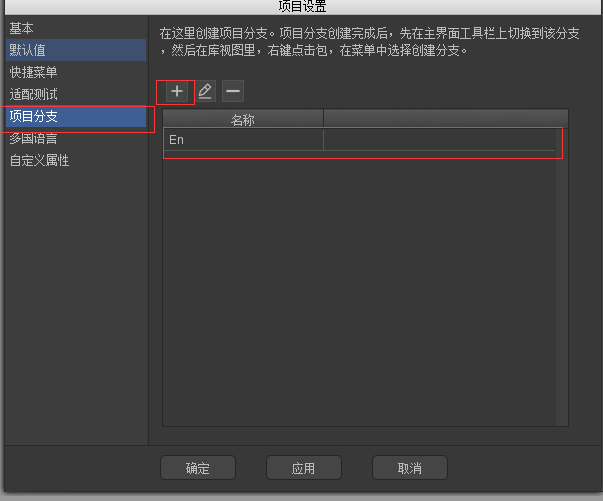 项目设置
基本
默认值
快捷菜单
适配测试
项目分支
多国语言
自定义属性
在这里创建项目分支。项目分支创建完成后，先在主界面工具栏上切换到该分支
，然后在库视图里，右键点击包，在菜单中选择创建分支。
名称
En
确定
应用
取消